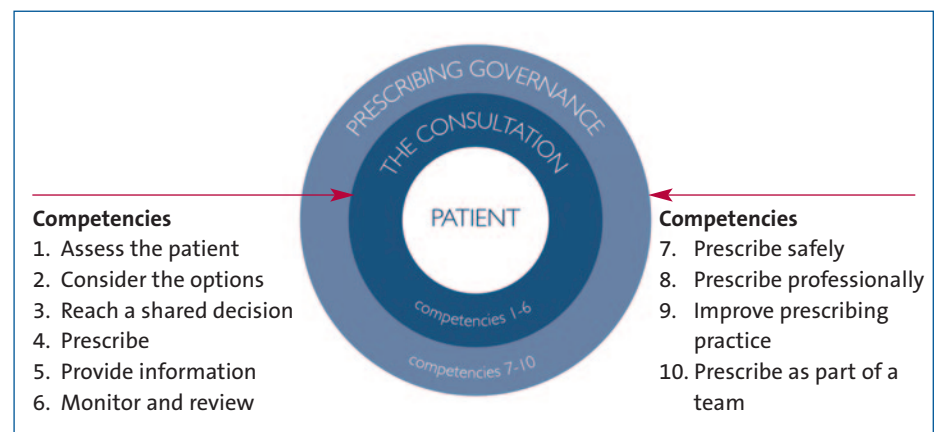 PRESCRIBING GOVERNANCE
THE CONSULTATION
PATIENT
competencies 1-6
competencies 7-10
Competencies
1. Assess the patient
2. Consider the options
3. Reach a shared decision
4. Prescribe
5. Provide information
6. Monitor and review
Competencies
7. Prescribe safely
8. Prescribe professionally
9. Improve prescribing
practice
10. Prescribe as part of a
team